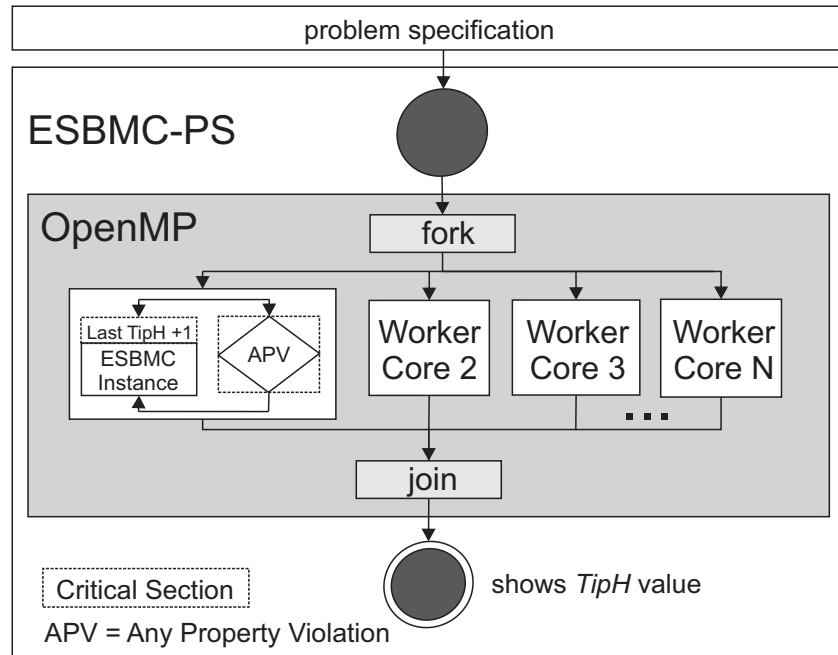 problem specification
ESBMC-PS
OpenMP
fork
Last TipH +1
ESBMC
Instance
APV
Worker
Core 2
Worker
Core 3
Worker
Core N
...
join
shows TipH value
Critical Section
APV = Any Property Violation